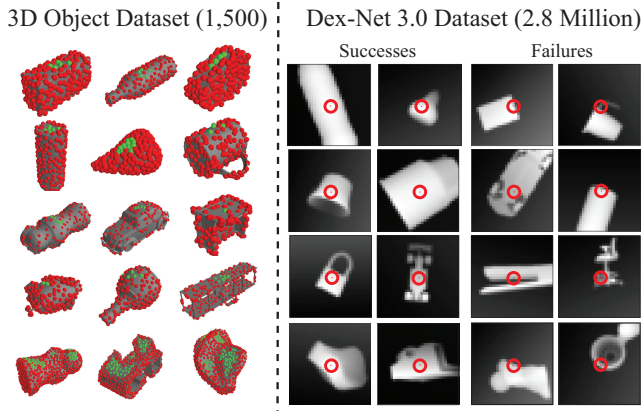 3D Object Dataset (1,500)
Dex-Net 3.0 Dataset (2.8 Million)
Successes
Failures